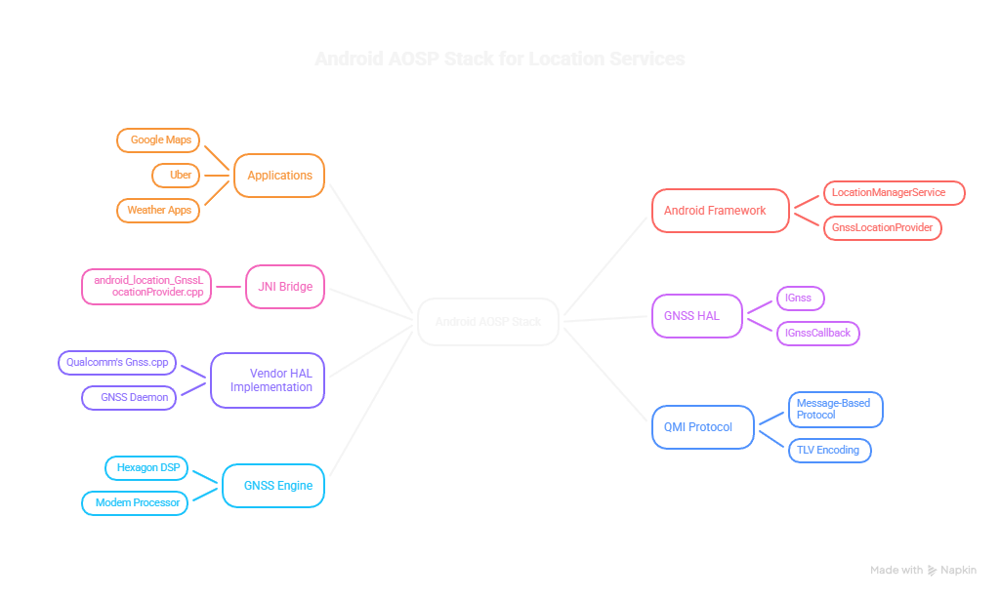 Android AOSP Stack for Location Services
Google Maps
Uber
Weather Apps
Applications
android_location_GnssL
ocationProvider.cpp
JNI Bridge
Qualcomm's Gnss.cpp
GNSS Daemon
Vendor HAL
Implementation
Hexagon DSP
Modem Processor
GNSS Engine
Android AOSP Stack
Android Framework
LocationManagerService
GnssLocationProvider
GNSS HAL
IGnss
IGnssCallback
QMI Protocol
Message-Based
Protocol
TLV Encoding
Made with Napkin